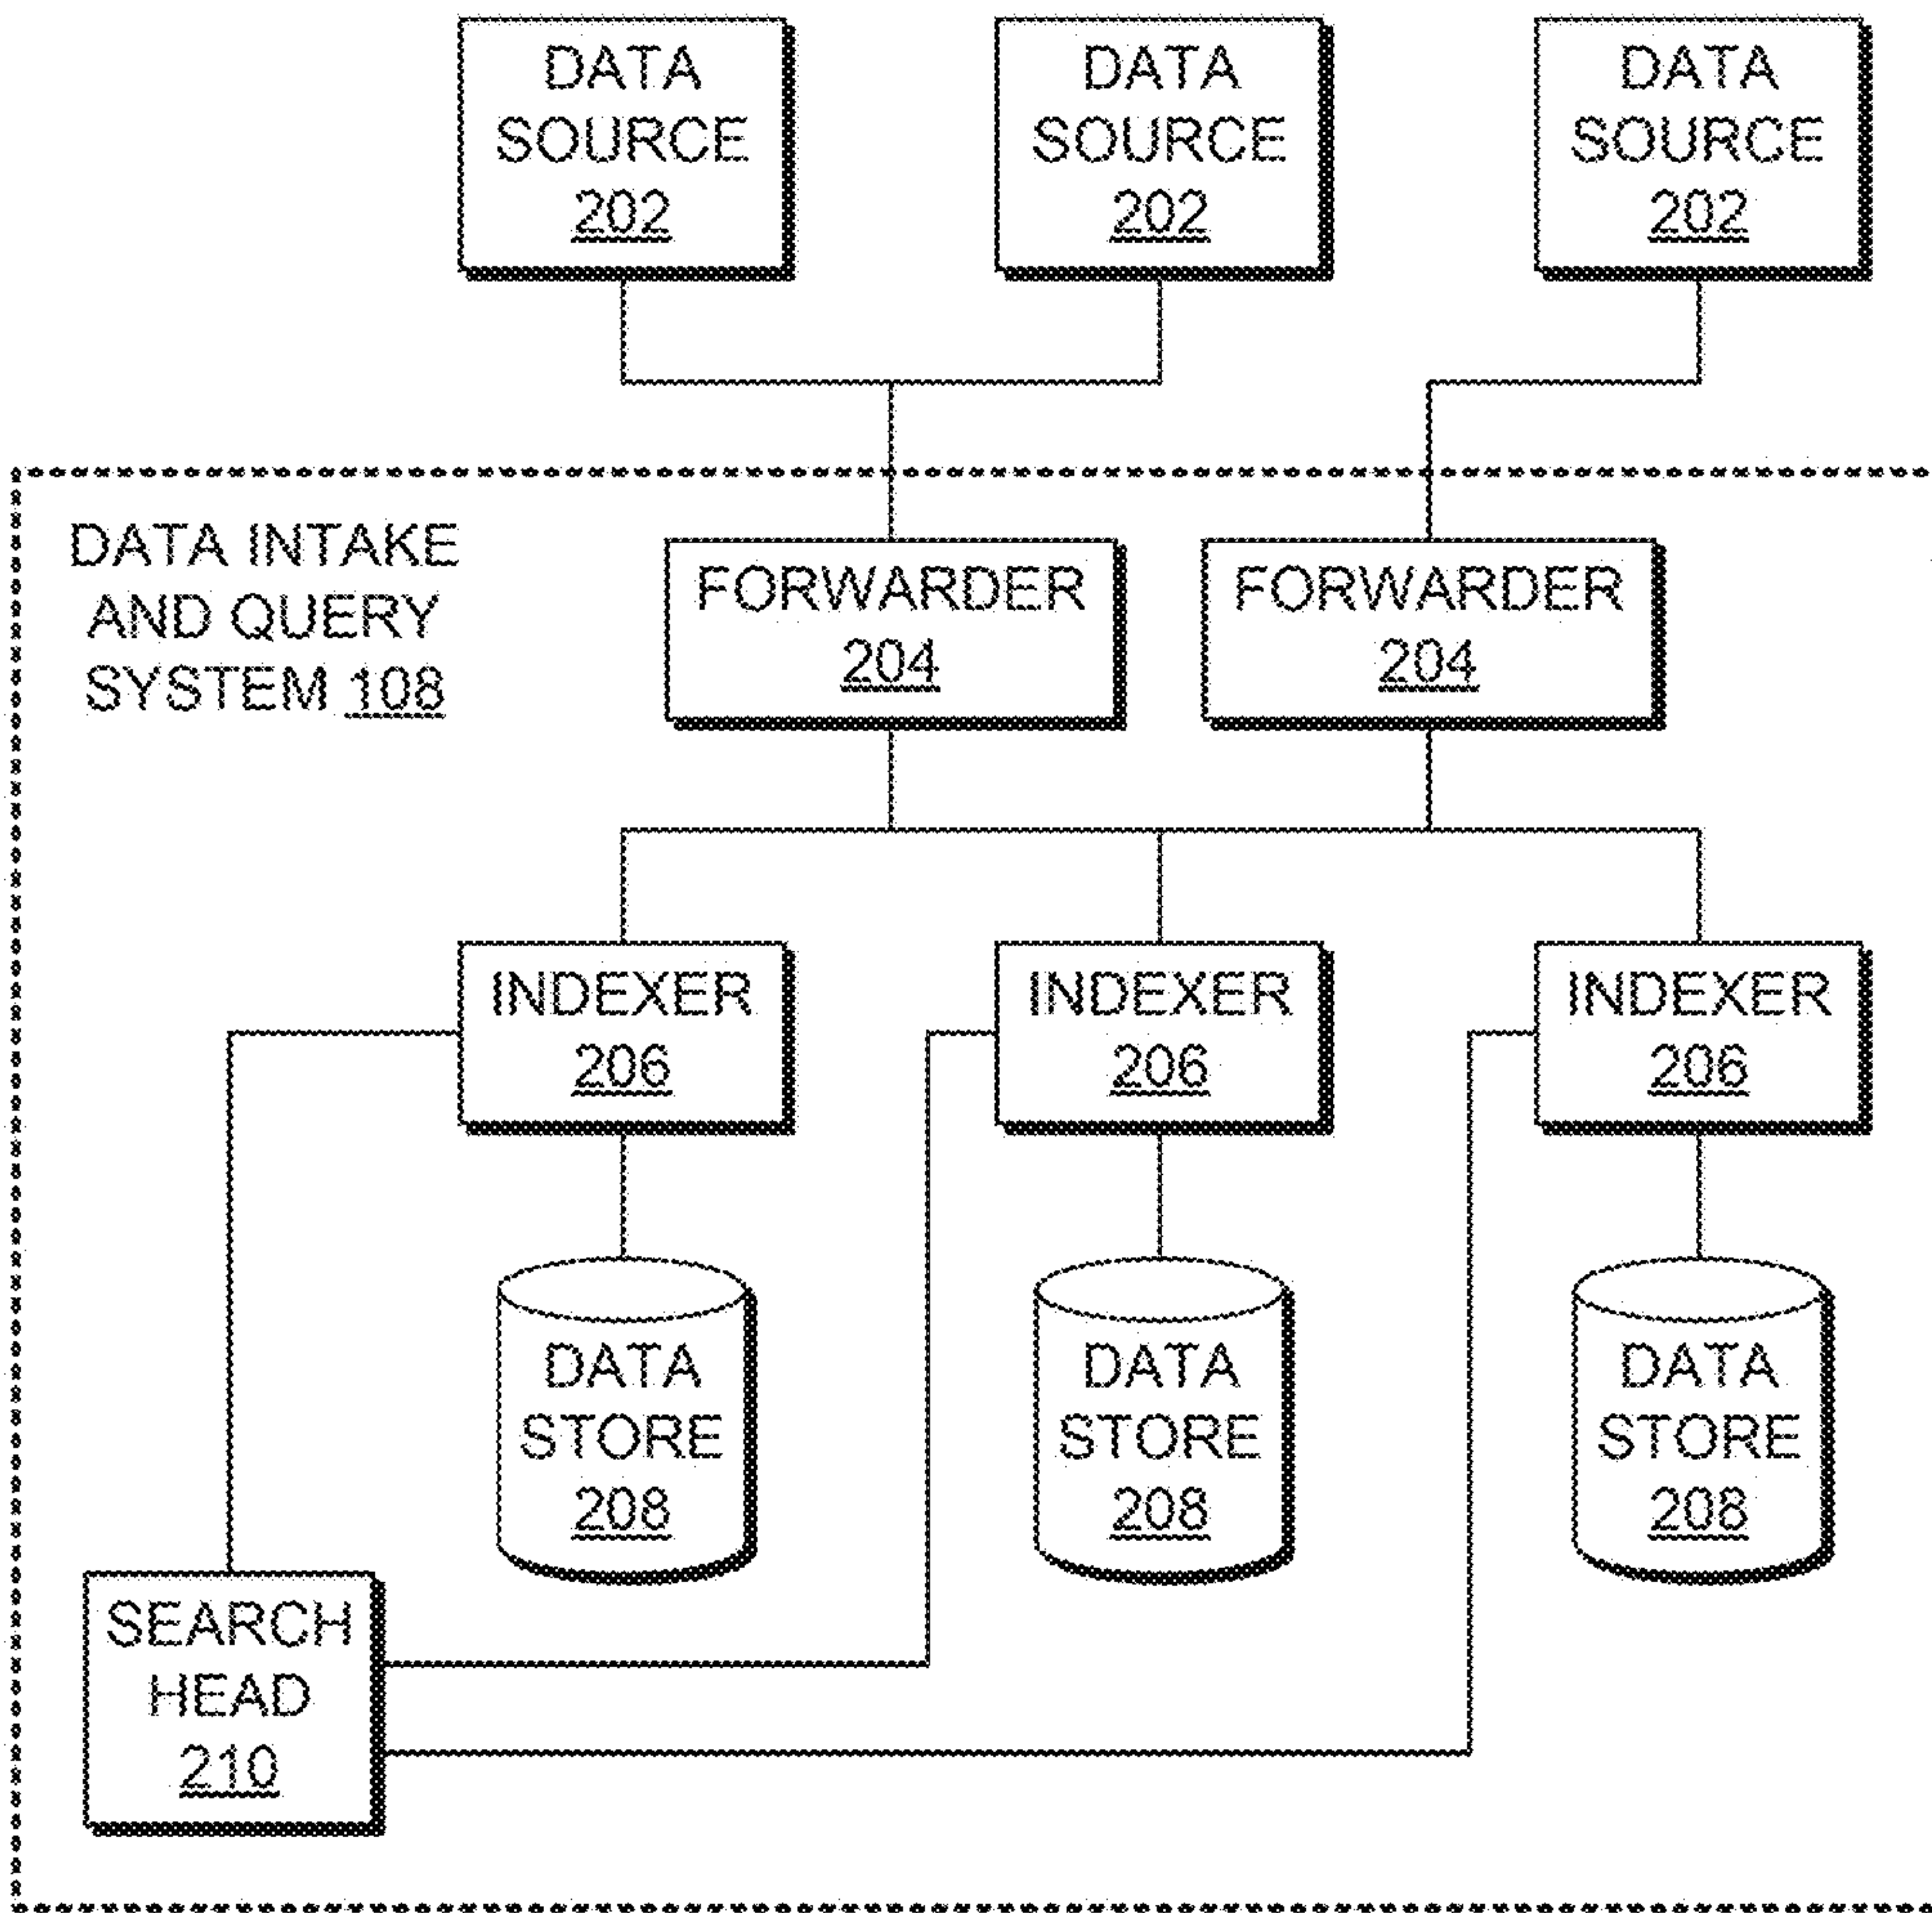 DATA
SOURCE
202
DATA
SOURCE
202
DATA
SOURCE
202
DATA INTAKE
AND QUERY
SYSTEM 108
FORWARDER
204
FORWARDER
204
INDEXER
206
INDEXER
206
INDEXER
206
DATA
STORE
208
DATA
STORE
208
DATA
STORE
208
SEARCH
HEAD
210